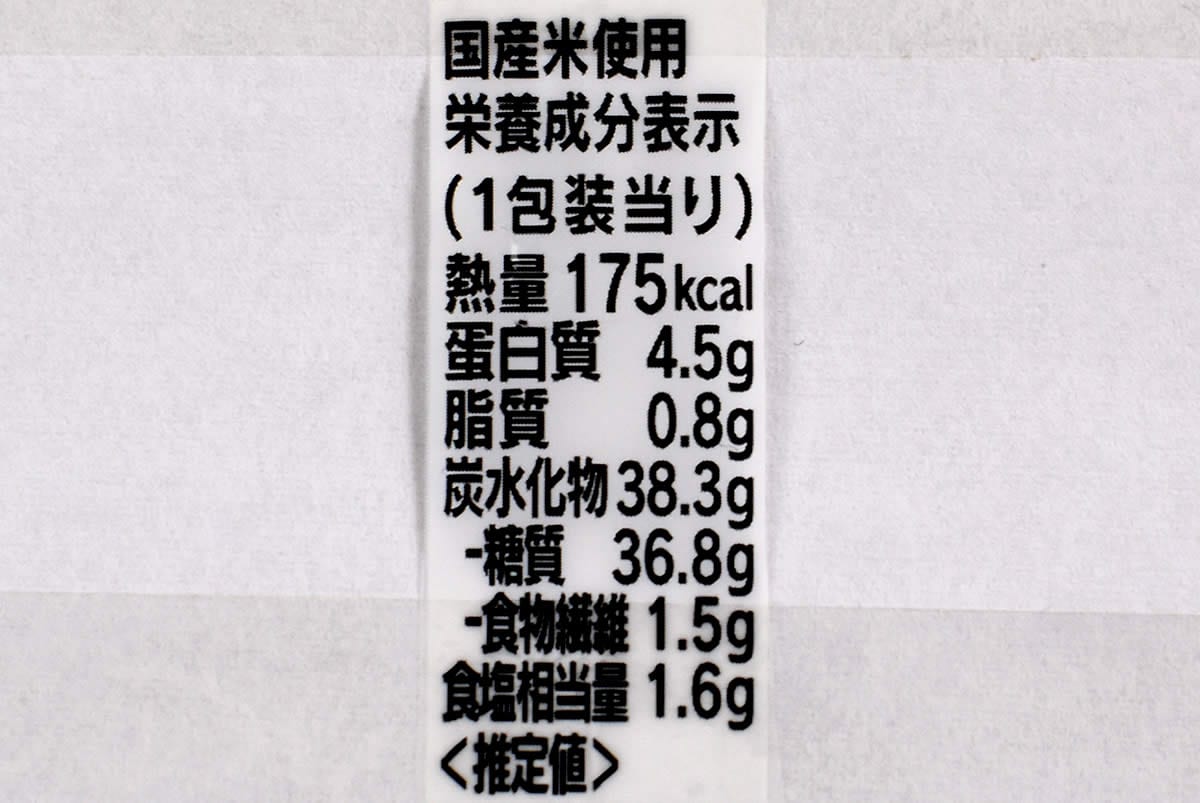 国産米使用
栄養成分表示
(1包装当り)
熱量 175kcal
蛋白質 4.5g
脂質 0.8g
炭水化物 38.3g
-糖質 36.8g
-食物繊維 1.5g
食塩相当量 1.6g
<推定値>